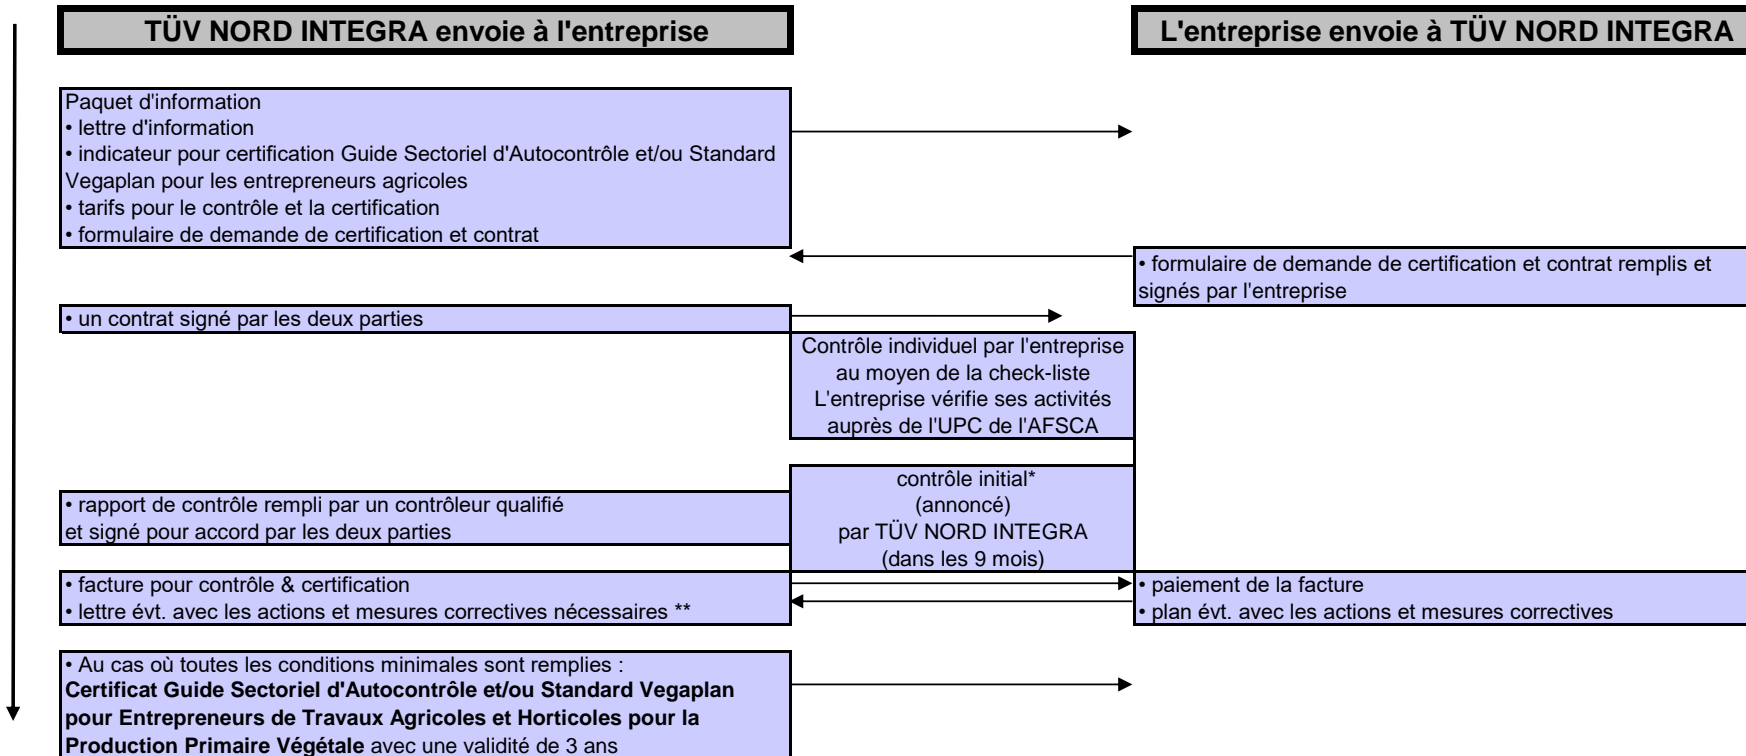 TÜV NORD INTEGRA envoie à l'entreprise
L'entreprise envoie à TÜV NORD INTEGRA
Paquet d'information
• lettre d'information
• indicateur pour certification Guide Sectoriel d'Autocontrôle et/ou Standard
Vegaplan pour les entrepreneurs agricoles
• tarifs pour le contrôle et la certification
• formulaire de demande de certification et contrat
• formulaire de demande de certification et contrat remplis et
signés par l'entreprise
• un contrat signé par les deux parties
Contrôle individuel par l'entreprise
au moyen de la check-liste
L'entreprise vérifie ses activités
auprès de l'UPC de l'AFSCA
contrôle initial*
(annoncé)
par TÜV NORD INTEGRA
(dans les 9 mois)
• rapport de contrôle rempli par un contrôleur qualifié
et signé pour accord par les deux parties
• facture pour contrôle & certification
• lettre évt. avec les actions et mesures correctives nécessaires **
• paiement de la facture
• plan évt. avec les actions et mesures correctives
• Au cas où toutes les conditions minimales sont remplies :
Certificat Guide Sectoriel d'Autocontrôle et/ou Standard Vegaplan
pour Entrepreneurs de Travaux Agricoles et Horticoles pour la
Production Primaire Végétale avec une validité de 3 ans